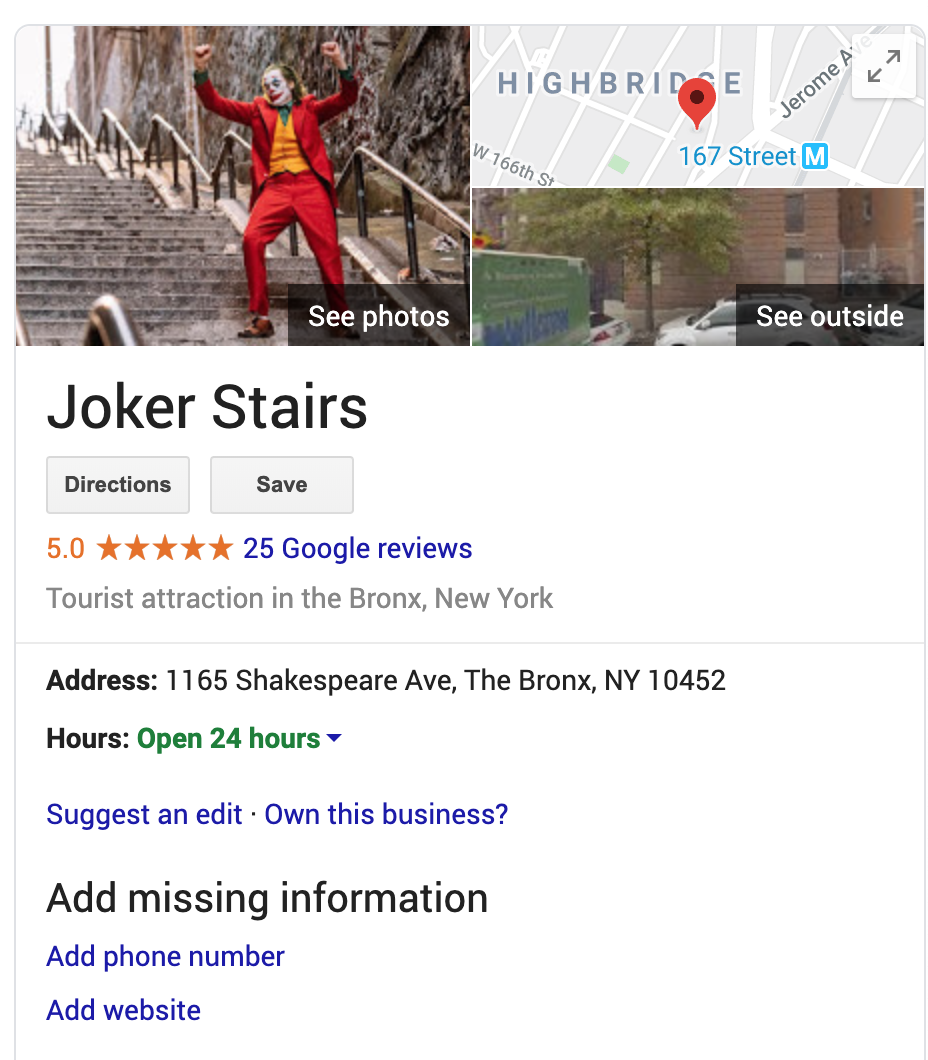 HIGHBRIDGE
Jerome Ave
W 166th St
167 Street M
See photos
See outside
Joker Stairs
Directions
Save
5.0 ★★★★★ 25 Google reviews
Tourist attraction in the Bronx, New York
Address: 1165 Shakespeare Ave, The Bronx, NY 10452
Hours: Open 24 hours
Suggest an edit · Own this business?
Add missing information
Add phone number
Add website